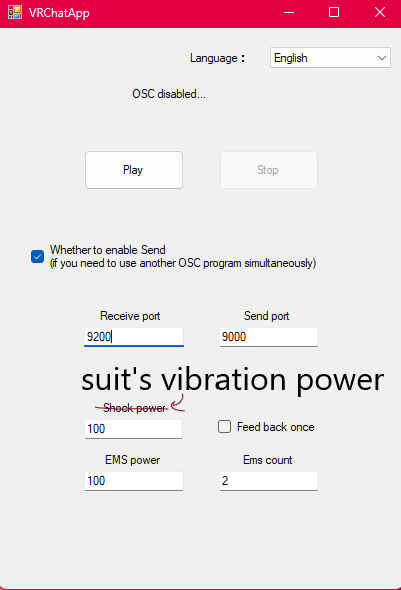 VRChatApp
Language：
English
OSC disabled...
Play
Stop
Whether to enable Send
(if you need to use another OSC program simultaneously)
Receive port
Send port
9200
9000
suit's vibration power
Shock power
100
Feed back once
EMS power
Ems count
100
2